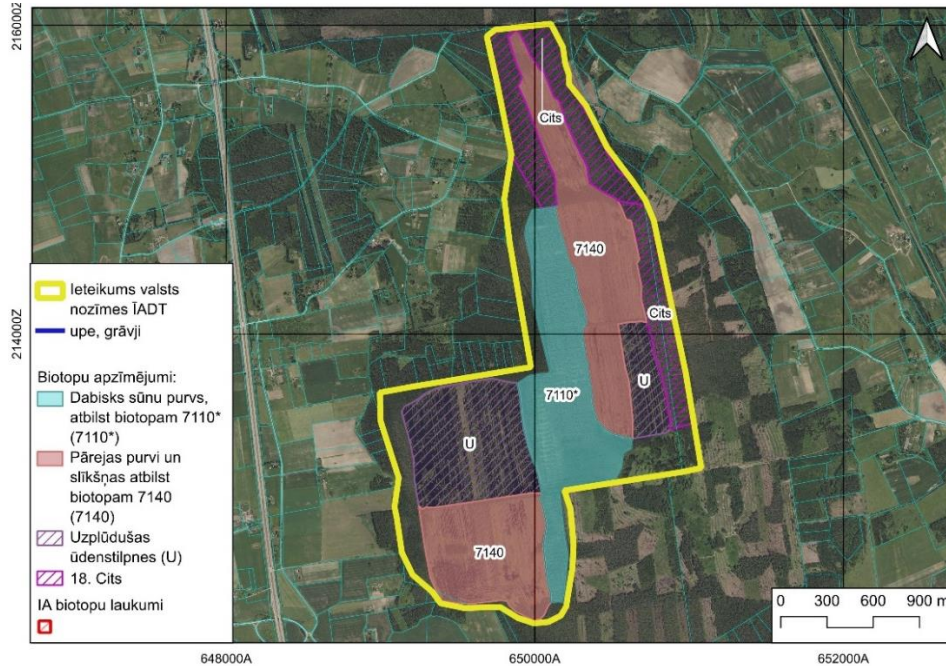 216000Z
214000Z
Cits
7140
Cits
U
7110*
U
7140
Ieteikums valsts
nozīmes ĪADT
upe, grāvji
Biotopu apzīmējumi:
Dabisks sūnu purvs,
atbilst biotopam 7110*
(7110*)
Pārejas purvi un
slīkšņas atbilst
biotopam 7140
(7140)
Uzplūdušas
ūdenstilpnes (U)
18. Cits
IA biotopu laukumi
0 300 600 900 m
648000A 650000A 652000A